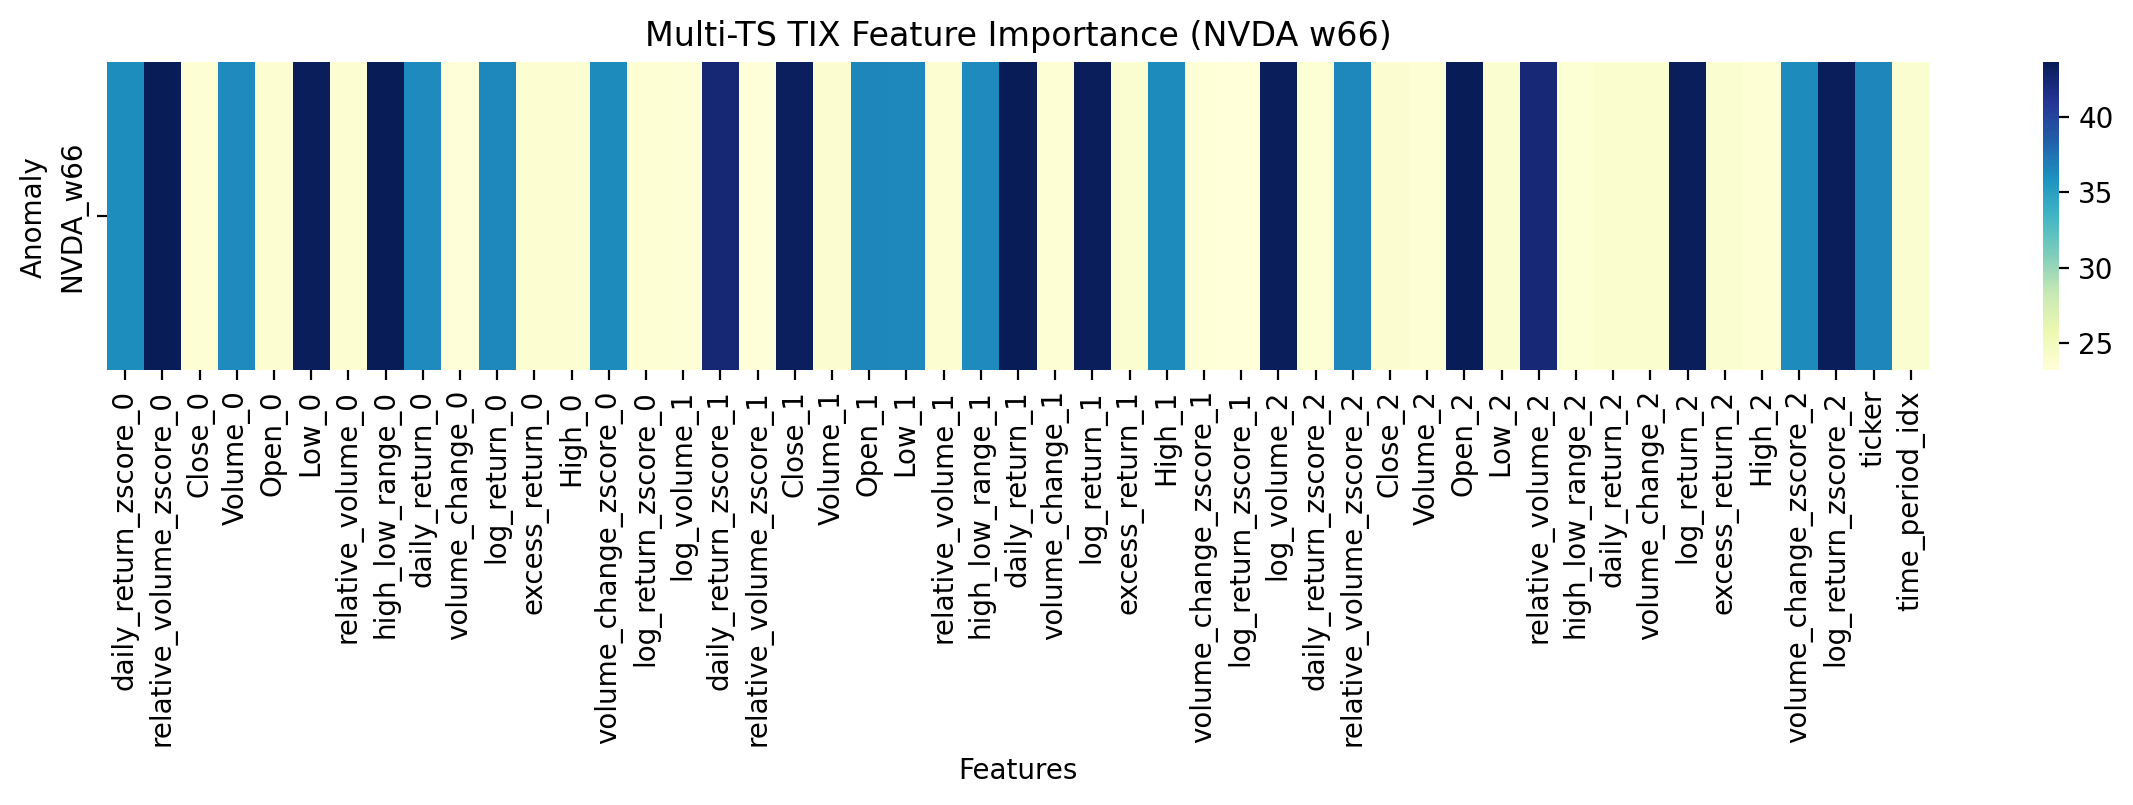 Multi-TS TIX Feature Importance (NVDA w66)
Anomaly
NVDA_w66
40
35
30
25
daily_return_zscore_0
relative_volume_zscore_0
Close_0
Volume_0
Open_0
Low_0
relative_volume_0
high_low_range_0
daily_return_0
volume_change_0
log_return_0
excess_return_0
High_0
volume_change_zscore_0
log_return_zscore_0
log_volume_1
daily_return_zscore_1
relative_volume_zscore_1
Close_1
Volume_1
Open_1
Low_1
relative_volume_1
high_low_range_1
daily_return_1
volume_change_1
log_return_1
excess_return_1
High_1
volume_change_zscore_1
log_return_zscore_1
log_volume_2
daily_return_zscore_2
relative_volume_zscore_2
Close_2
Volume_2
Open_2
Low_2
relative_volume_2
high_low_range_2
daily_return_2
volume_change_2
log_return_2
excess_return_2
High_2
volume_change_zscore_2
log_return_zscore_2
ticker
time_period_idx
Features